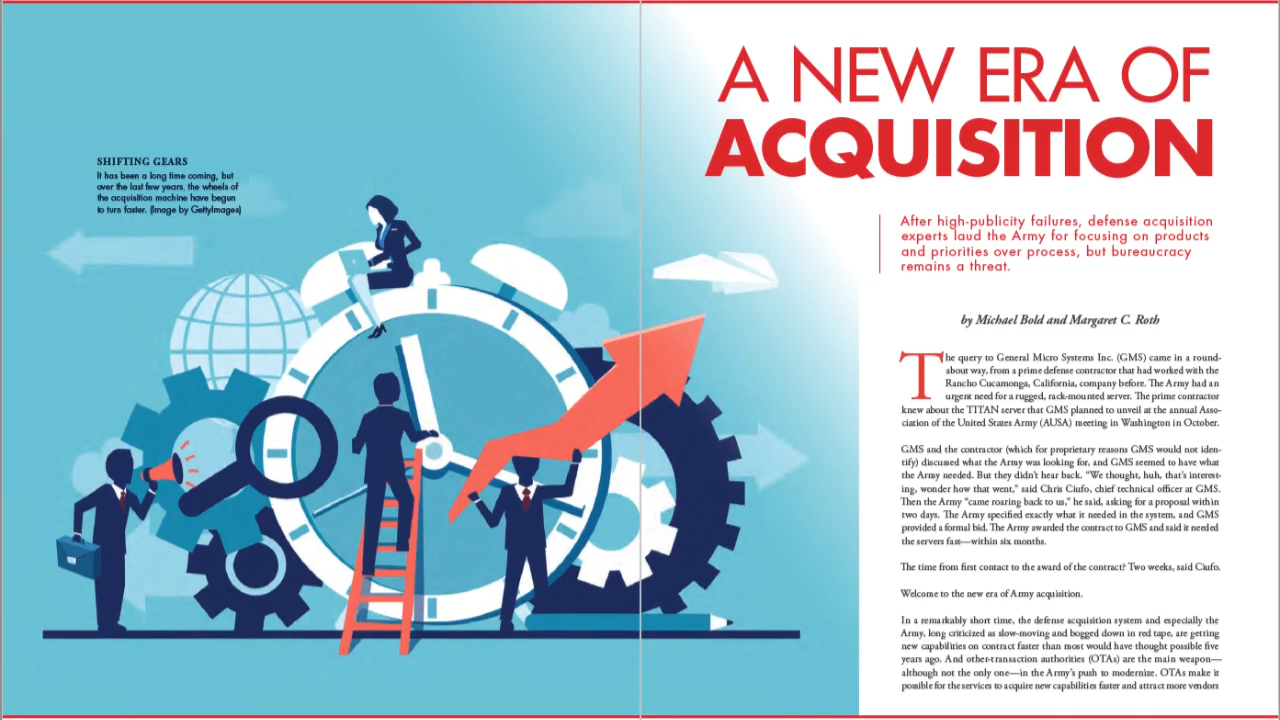 SHIFTING GEARS
It has been a long time coming, but
over the last few years, the wheels of
the acquisition machine have begun
to turn faster. (Image by GettyImages)
A NEW ERA OF
ACQUISITION
After high-publicity failures, defense acquisition
experts laud the Army for focusing on products
and priorities over process, but bureaucracy
remains a threat.
by Michael Bold and Margaret C. Roth
The query to General Micro Systems Inc. (GMS) came in a round-
about way, from a prime defense contractor that had worked with the
Rancho Cucamonga, California, company before. The Army had an
urgent need for a rugged, rack-mounted server. The prime contractor
knew about the TITAN server that GMS planned to unveil at the annual Asso-
ciation of the United States Army (AUSA) meeting in Washington in October.
GMS and the contractor (which for proprietary reasons GMS would not iden-
tify) discussed what the Army was looking for, and GMS seemed to have what
the Army needed. But they didn't hear back. “We thought, huh, that's interest-
ing, wonder how that went,” said Chris Ciufo, chief technical officer at GMS.
Then the Army “came roaring back to us,” he said, asking for a proposal within
two days. The Army specified exactly what it needed in the system, and GMS
provided a formal bid. The Army awarded the contract to GMS and said it needed
the servers fast—within six months.
The time from first contact to the award of the contract? Two weeks, said Ciufo.
Welcome to the new era of Army acquisition.
In a remarkably short time, the defense acquisition system and especially the
Army, long criticized as slow-moving and bogged down in red tape, are getting
new capabilities on contract faster than most would have thought possible five
years ago. And other-transaction authorities (OTAs) are the main weapon—
although not the only one—in the Army's push to modernize. OTAs make it
possible for the services to acquire new capabilities faster and attract more vendors